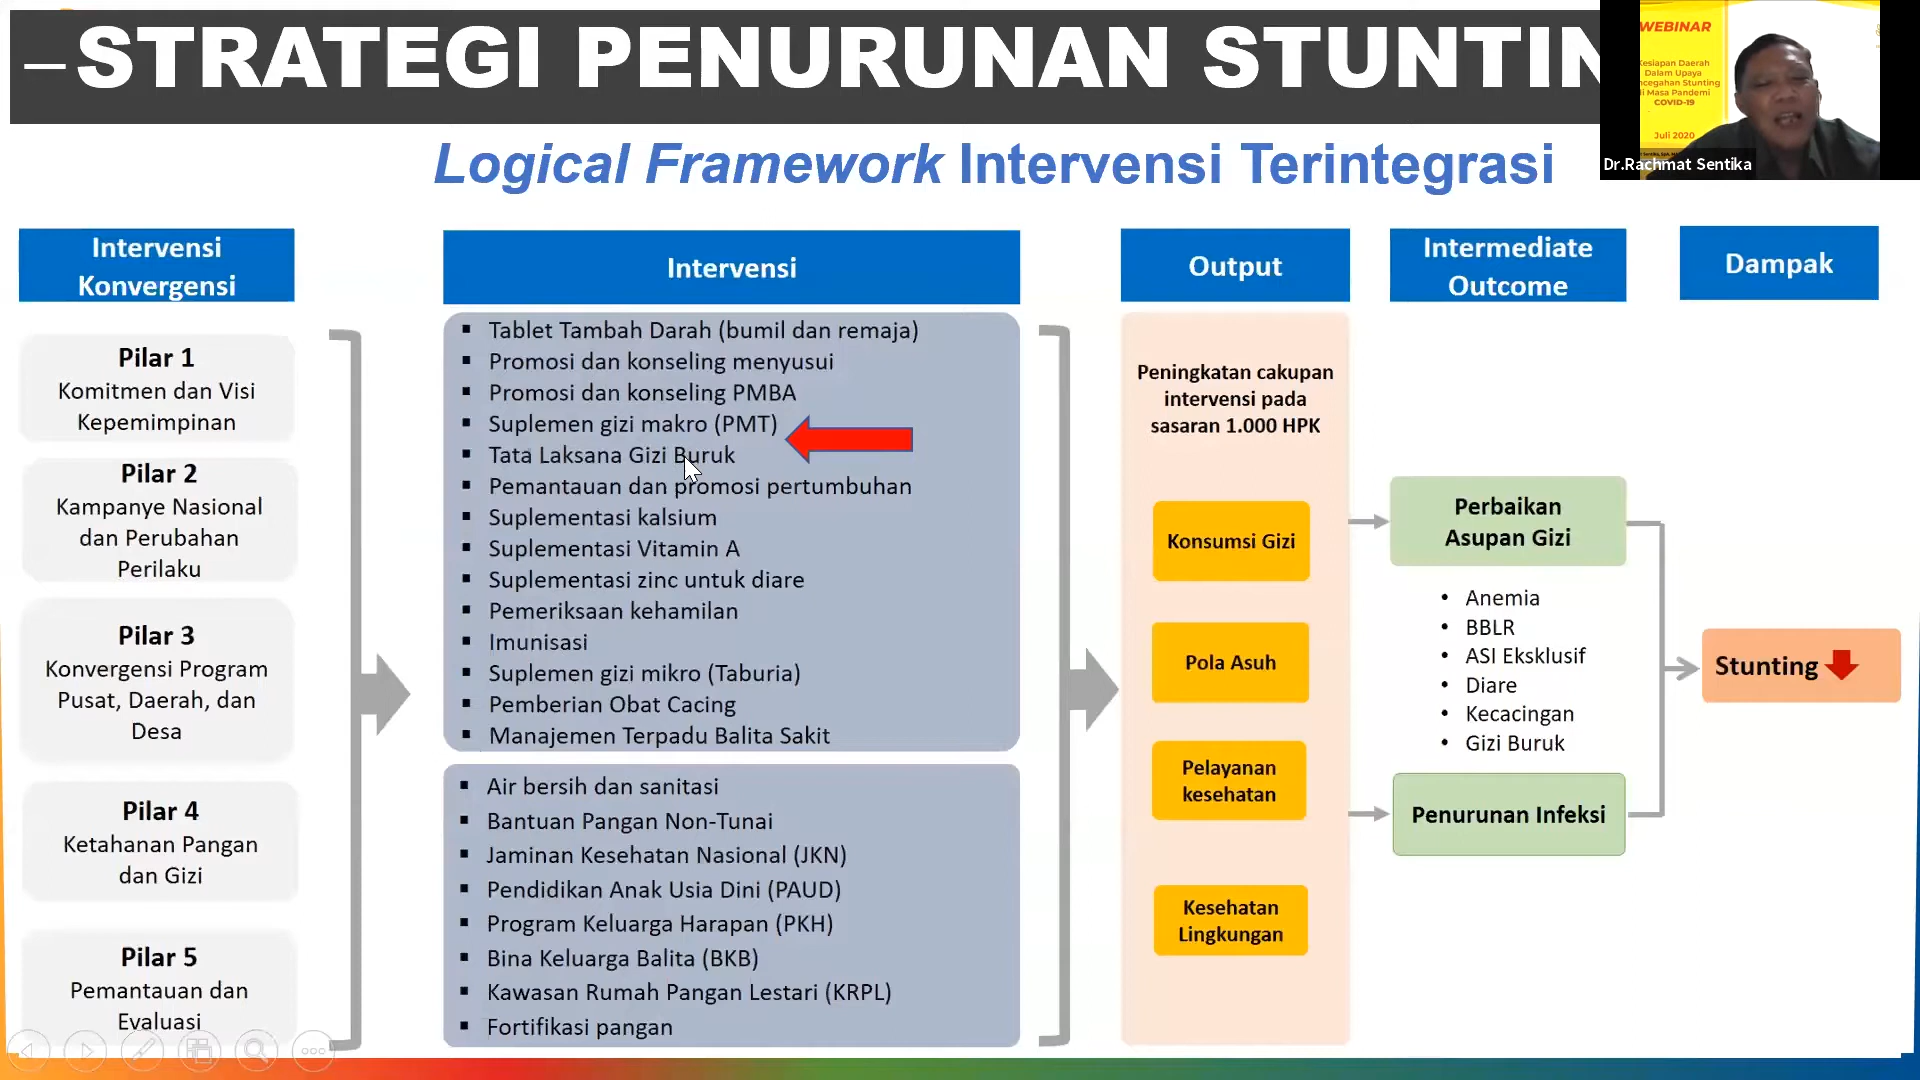 STRATEGI PENURUNAN STUNTIN
WEBINAR
Kesiapan Daerah
Dalam Upaya
ncegahan Stunting
di Masa Pandemi
COVID-19
Juli 2020
Dr.Rachmat Sentika
Logical Framework Intervensi Terintegrasi
Intervensi
Konvergensi
Pilar 1
Komitmen dan Visi
Kepemimpinan
Pilar 2
Kampanye Nasional
dan Perubahan
Perilaku
Pilar 3
Konvergensi Program
Pusat, Daerah, dan
Desa
Pilar 4
Ketahanan Pangan
dan Gizi
Pilar 5
Pemantauan dan
Evaluasi
Intervensi
Tablet Tambah Darah (bumil dan remaja)
Promosi dan konseling menyusui
Promosi dan konseling PMBA
Suplemen gizi makro (PMT)
Tata Laksana Gizi Buruk
Pemantauan dan promosi pertumbuhan
Suplementasi kalsium
Suplementasi Vitamin A
Suplementasi zinc untuk diare
Pemeriksaan kehamilan
Imunisasi
Suplemen gizi mikro (Taburia)
Pemberian Obat Cacing
Manajemen Terpadu Balita Sakit
Air bersih dan sanitasi
Bantuan Pangan Non-Tunai
Jaminan Kesehatan Nasional (JKN)
Pendidikan Anak Usia Dini (PAUD)
Program Keluarga Harapan (PKH)
Bina Keluarga Balita (BKB)
Kawasan Rumah Pangan Lestari (KRPL)
Fortifikasi pangan
Output
Peningkatan cakupan
intervensi pada
sasaran 1.000 HPK
Konsumsi Gizi
Pola Asuh
Pelayanan
kesehatan
Kesehatan
Lingkungan
Intermediate
Outcome
Perbaikan
Asupan Gizi
Anemia
BBLR
ASI Eksklusif
Diare
Kecacingan
Gizi Buruk
Penurunan Infeksi
Dampak
Stunting